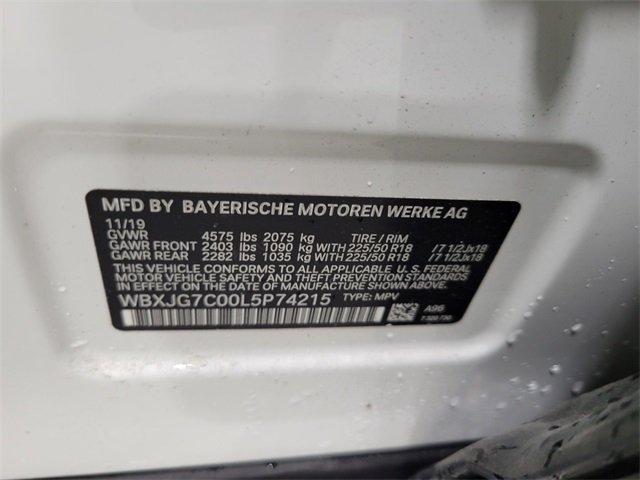 MFD BY BAYERISCHE MOTOREN WERKE AG
11/19
GVWR 4575 lbs 2075 kg TIRE / RIM
GAWR FRONT 2403 lbs 1090 kg WITH 225/50 R18 / 7 1/2Jx18
GAWR REAR 2282 lbs 1035 kg WITH 225/50 R18 / 7 1/2Jx18
THIS VEHICLE CONFORMS TO ALL APPLICABLE U.S. FEDERAL
MOTOR VEHICLE SAFETY AND THEFT PREVENTION STANDARDS
IN EFFECT ON THE DATE OF MANUFACTURE SHOWN ABOVE.
WBXJG7C00L5P74215 TYPE: MPV
A96